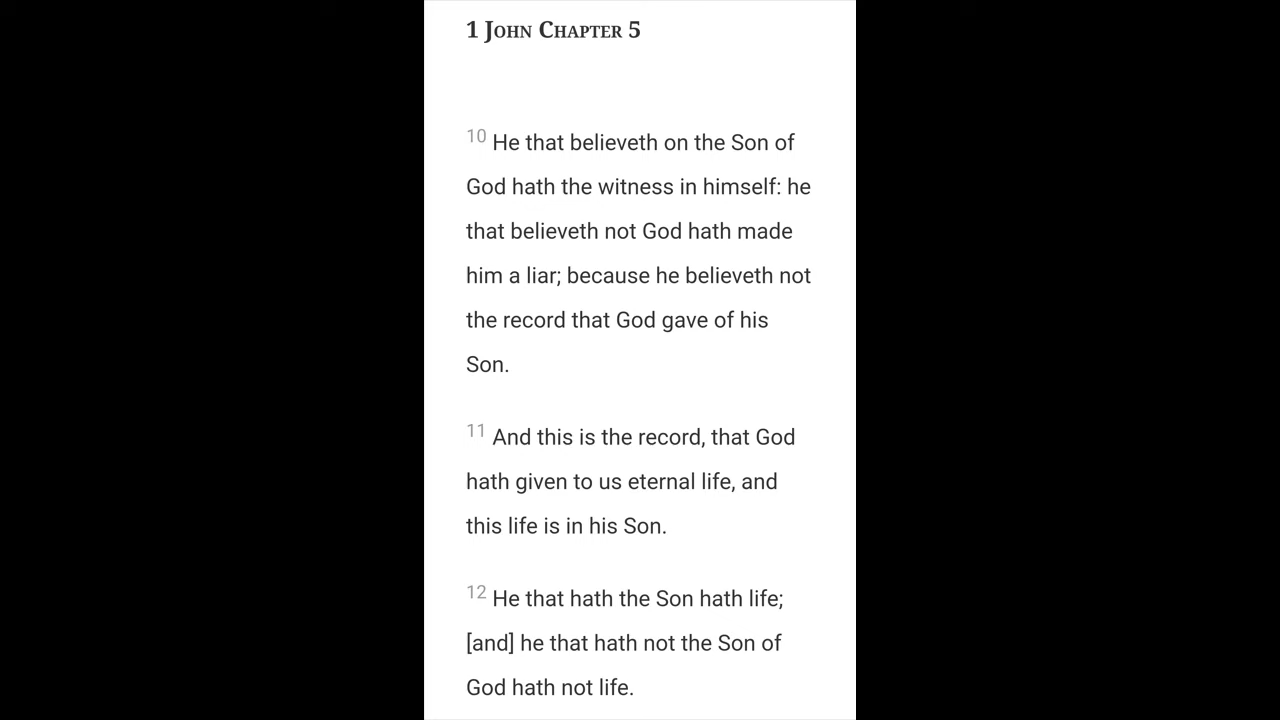 1 John Chapter 5
10 He that believeth on the Son of
God hath the witness in himself: he
that believeth not God hath made
him a liar; because he believeth not
the record that God gave of his
Son.
11 And this is the record, that God
hath given to us eternal life, and
this life is in his Son.
12 He that hath the Son hath life;
[and] he that hath not the Son of
God hath not life.